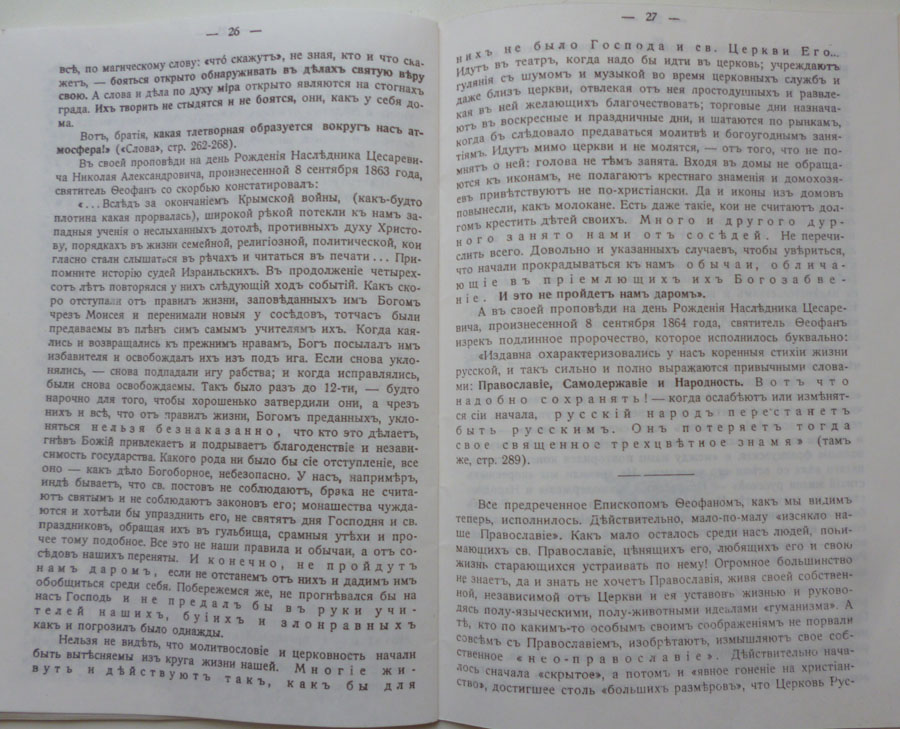 — 26 —
всѣ, по магическому слову: «что́ скажутъ», не зная, кто и что ска-
жетъ, — бояться открыто обнаруживать въ дѣлахъ святую вѣру
свою. А слова и дѣла по духу міра открыто являются на стогнахъ
града. Ихъ творить не стыдятся и не боятся, они, какъ у себя до-
ма.
Вотъ, братія, какая тлетворная образуется вокругъ насъ ат-
мосфера!» («Слова», стр. 262-268).
Въ своей проповѣди на день Рожденія Наслѣдника Цесареви-
ча Николая Александровича, произнесенной 8 сентября 1863 года,
святитель Ѳеофанъ со скорбью констатировалъ:
«... Вслѣдъ за окончаніемъ Крымской войны, (какъ-будто
плотина какая прорвалась), широкой рѣкой потекли къ намъ за-
падныя ученія о неслыханныхъ дотолѣ, противныхъ духу Христо-
ву, порядкахъ въ жизни семейной, религіозной, политической, кои
гласно стали слышаться въ рѣчахъ и читаться въ печати... При-
помните исторію судей Израильскихъ. Въ продолженіе четырех-
сотъ лѣтъ повторялся у нихъ слѣдующій ходъ событій. Какъ ско-
ро отступали отъ правилъ жизни, заповѣданныхъ имъ Богомъ
чрезъ Моисея и перенимали новыя у сосѣдовъ, тотчасъ были
предаваемы въ плѣнъ симъ самымъ учителямъ ихъ. Когда кая-
лись и возвращались къ прежнимъ нравамъ, Богъ посылалъ имъ
избавителя и освобождалъ ихъ изъ подъ ига. Если снова укло-
нялись, — снова подпадали игу рабства; и когда исправлялись,
были снова освобождаемы. Такъ было разъ до 12-ти, — будто
нарочно для того, чтобы хорошенько затвердили они, а чрезъ
нихъ и всѣ, что отъ правилъ жизни, Богомъ преданныхъ, укло-
няться нельзя безнаказанно, что кто это дѣлаетъ,
гнѣвъ Божій привлекаетъ и подрываетъ благоденствіе и незави-
симость государства. Какого рода ни было бы сіе отступленіе, все
оно — какъ дѣло Богоборное, небезопасно. У насъ, напримѣръ,
индѣ бываетъ, что св. постовъ не соблюдаютъ, брака не счита-
ютъ святымъ и не соблюдаютъ законовъ его; монашества чужда-
ются и хотѣли бы упразднить его, не святятъ дня Господня и св.
праздниковъ, обращая ихъ въ гульбища, срамныя утѣхи и про-
чее тому подобное. Все это не наши правила и обычаи, а отъ со-
сѣдовъ нашихъ переняты. И конечно, не пройдутъ
намъ даромъ, если не отстанемъ отъ нихъ и дадимъ имъ
обобщиться среди себя. Побережемся же, не прогнѣвался бы на
насъ Господь и не предалъ бы въ руки учи-
телей нашихъ, буіихъ и злонравныхъ
какъ и погрозилъ было однажды.
Нельзя не видѣть, что молитвословіе и церковность начали
быть вытѣсняемы изъ круга жизни нашей. Многіе жи-
вутъ и дѣйствуютъ такъ, какъ бы для
— 27 —
нихъ не было Господа и св. Церкви Его...
Идутъ въ театръ, когда надо бы идти въ церковь; учреждаютъ
гулянія съ шумомъ и музыкой во время церковныхъ службъ и
даже близъ церкви, отвлекая отъ нея простодушныхъ и развле-
кая въ ней желающихъ благочествовать; торговые дни назнача-
ютъ въ воскресные и праздничные дни, и шатаются по рынкамъ,
когда бъ слѣдовало предаваться молитвѣ и богоугоднымъ заня-
тіямъ. Идутъ мимо церкви и не молятся, — отъ того, что не по-
мнятъ о ней: голова не тѣмъ занята. Входя въ домы не обраща-
ются къ иконамъ, не полагаютъ крестнаго знаменія и домохозя-
евъ привѣтствуютъ не по-христіански. Да и иконы изъ домовъ
повынесли, какъ молокане. Есть даже такіе, кои не считаютъ дол-
гомъ крестить дѣтей своихъ. Много и другого дур-
ного занято нами отъ сосѣдей. Не перечи-
слить всего. Довольно и указанныхъ случаевъ, чтобы увѣриться,
что начали прокрадываться къ намъ обычаи, облича-
ющіе въ пріемлющихъ ихъ Богозабве-
ніе. И это не пройдетъ намъ даромъ».
А въ своей проповѣди на день Рожденія Наслѣдника Цесаре-
вича, произнесенной 8 сентября 1864 года, святитель Ѳеофанъ
изрекъ подлинное пророчество, которое исполнилось буквально:
«Издавна охарактеризовались у насъ коренныя стихіи жизни
русской, и такъ сильно и полно выражаются привычными слова-
ми: Православіе, Самодержавіе и Народность. Вотъ что
надобно сохранять! — когда ослабѣютъ или измѣнят-
ся сіи начала, русскій народъ перестанетъ
быть русскимъ. Онъ потеряетъ тогда
свое священное трехцвѣтное знамя» (тамъ
же, стр. 289).
Все предреченное Епископомъ Ѳеофаномъ, какъ мы видимъ
теперь, исполнилось. Дѣйствительно, мало-по-малу «изсякло на-
ше Православіе». Какъ мало осталось среди насъ людей, пони-
мающихъ св. Православіе, цѣнящихъ его, любящихъ его и свою
жизнь старающихся устраивать по нему! Огромное большинство
не знаетъ, да и знать не хочетъ Православія, живя своей собствен-
ной, независимой отъ Церкви и ея уставовъ жизнью и руково-
дясь полу-языческими, полу-животными идеалами «гуманизма». А
тѣ, кто по какимъ-то особымъ своимъ соображеніямъ не порвали
совсѣмъ съ Православіемъ, изобрѣтаютъ, измышляютъ свое соб-
ственное «нео-православіе». Дѣйствительно нача-
лось сначала «скрытое», а потомъ и «явное гоненіе на христіан-
ство», достигшее столь «большихъ размѣровъ», что Церковь Рус-